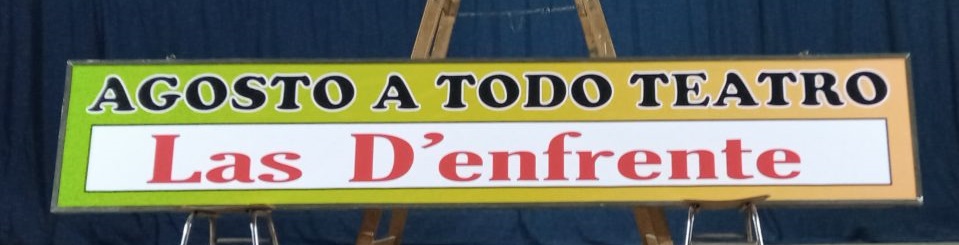 AGOSTO A TODO TEATRO
Las D'enfrente